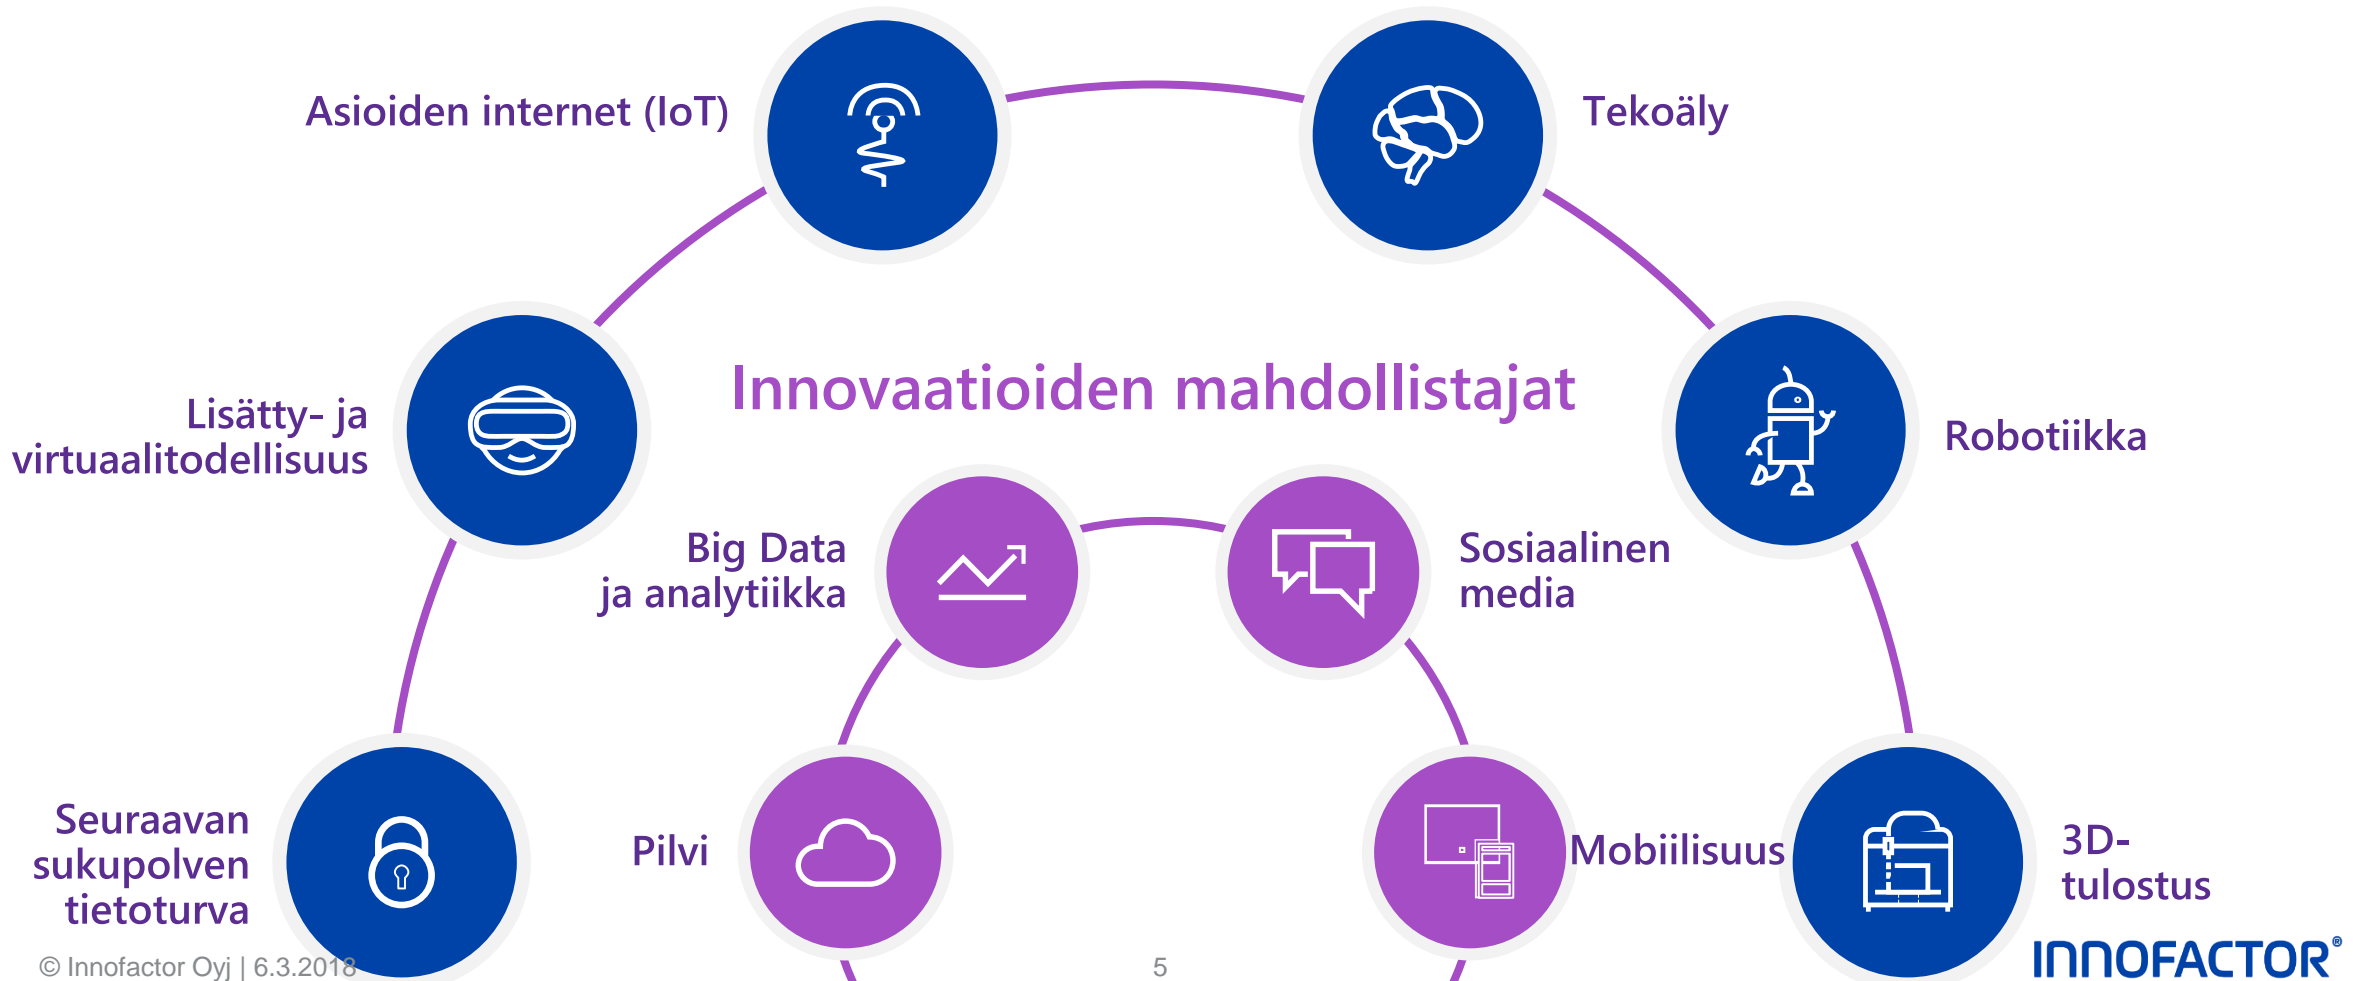 Asioiden internet (IoT)
Tekoäly
Innovaatioiden mahdollistajat
Lisätty- ja
virtuaalitodellisuus
Robotiikka
Big Data
ja analytiikka
Sosiaalinen
media
Seuraavan
sukupolven
tietoturva
Pilvi
Mobiilisuus
3D-
tulostus
© Innofactor Oyj | 6.3.2018
5
INNOFACTOR®